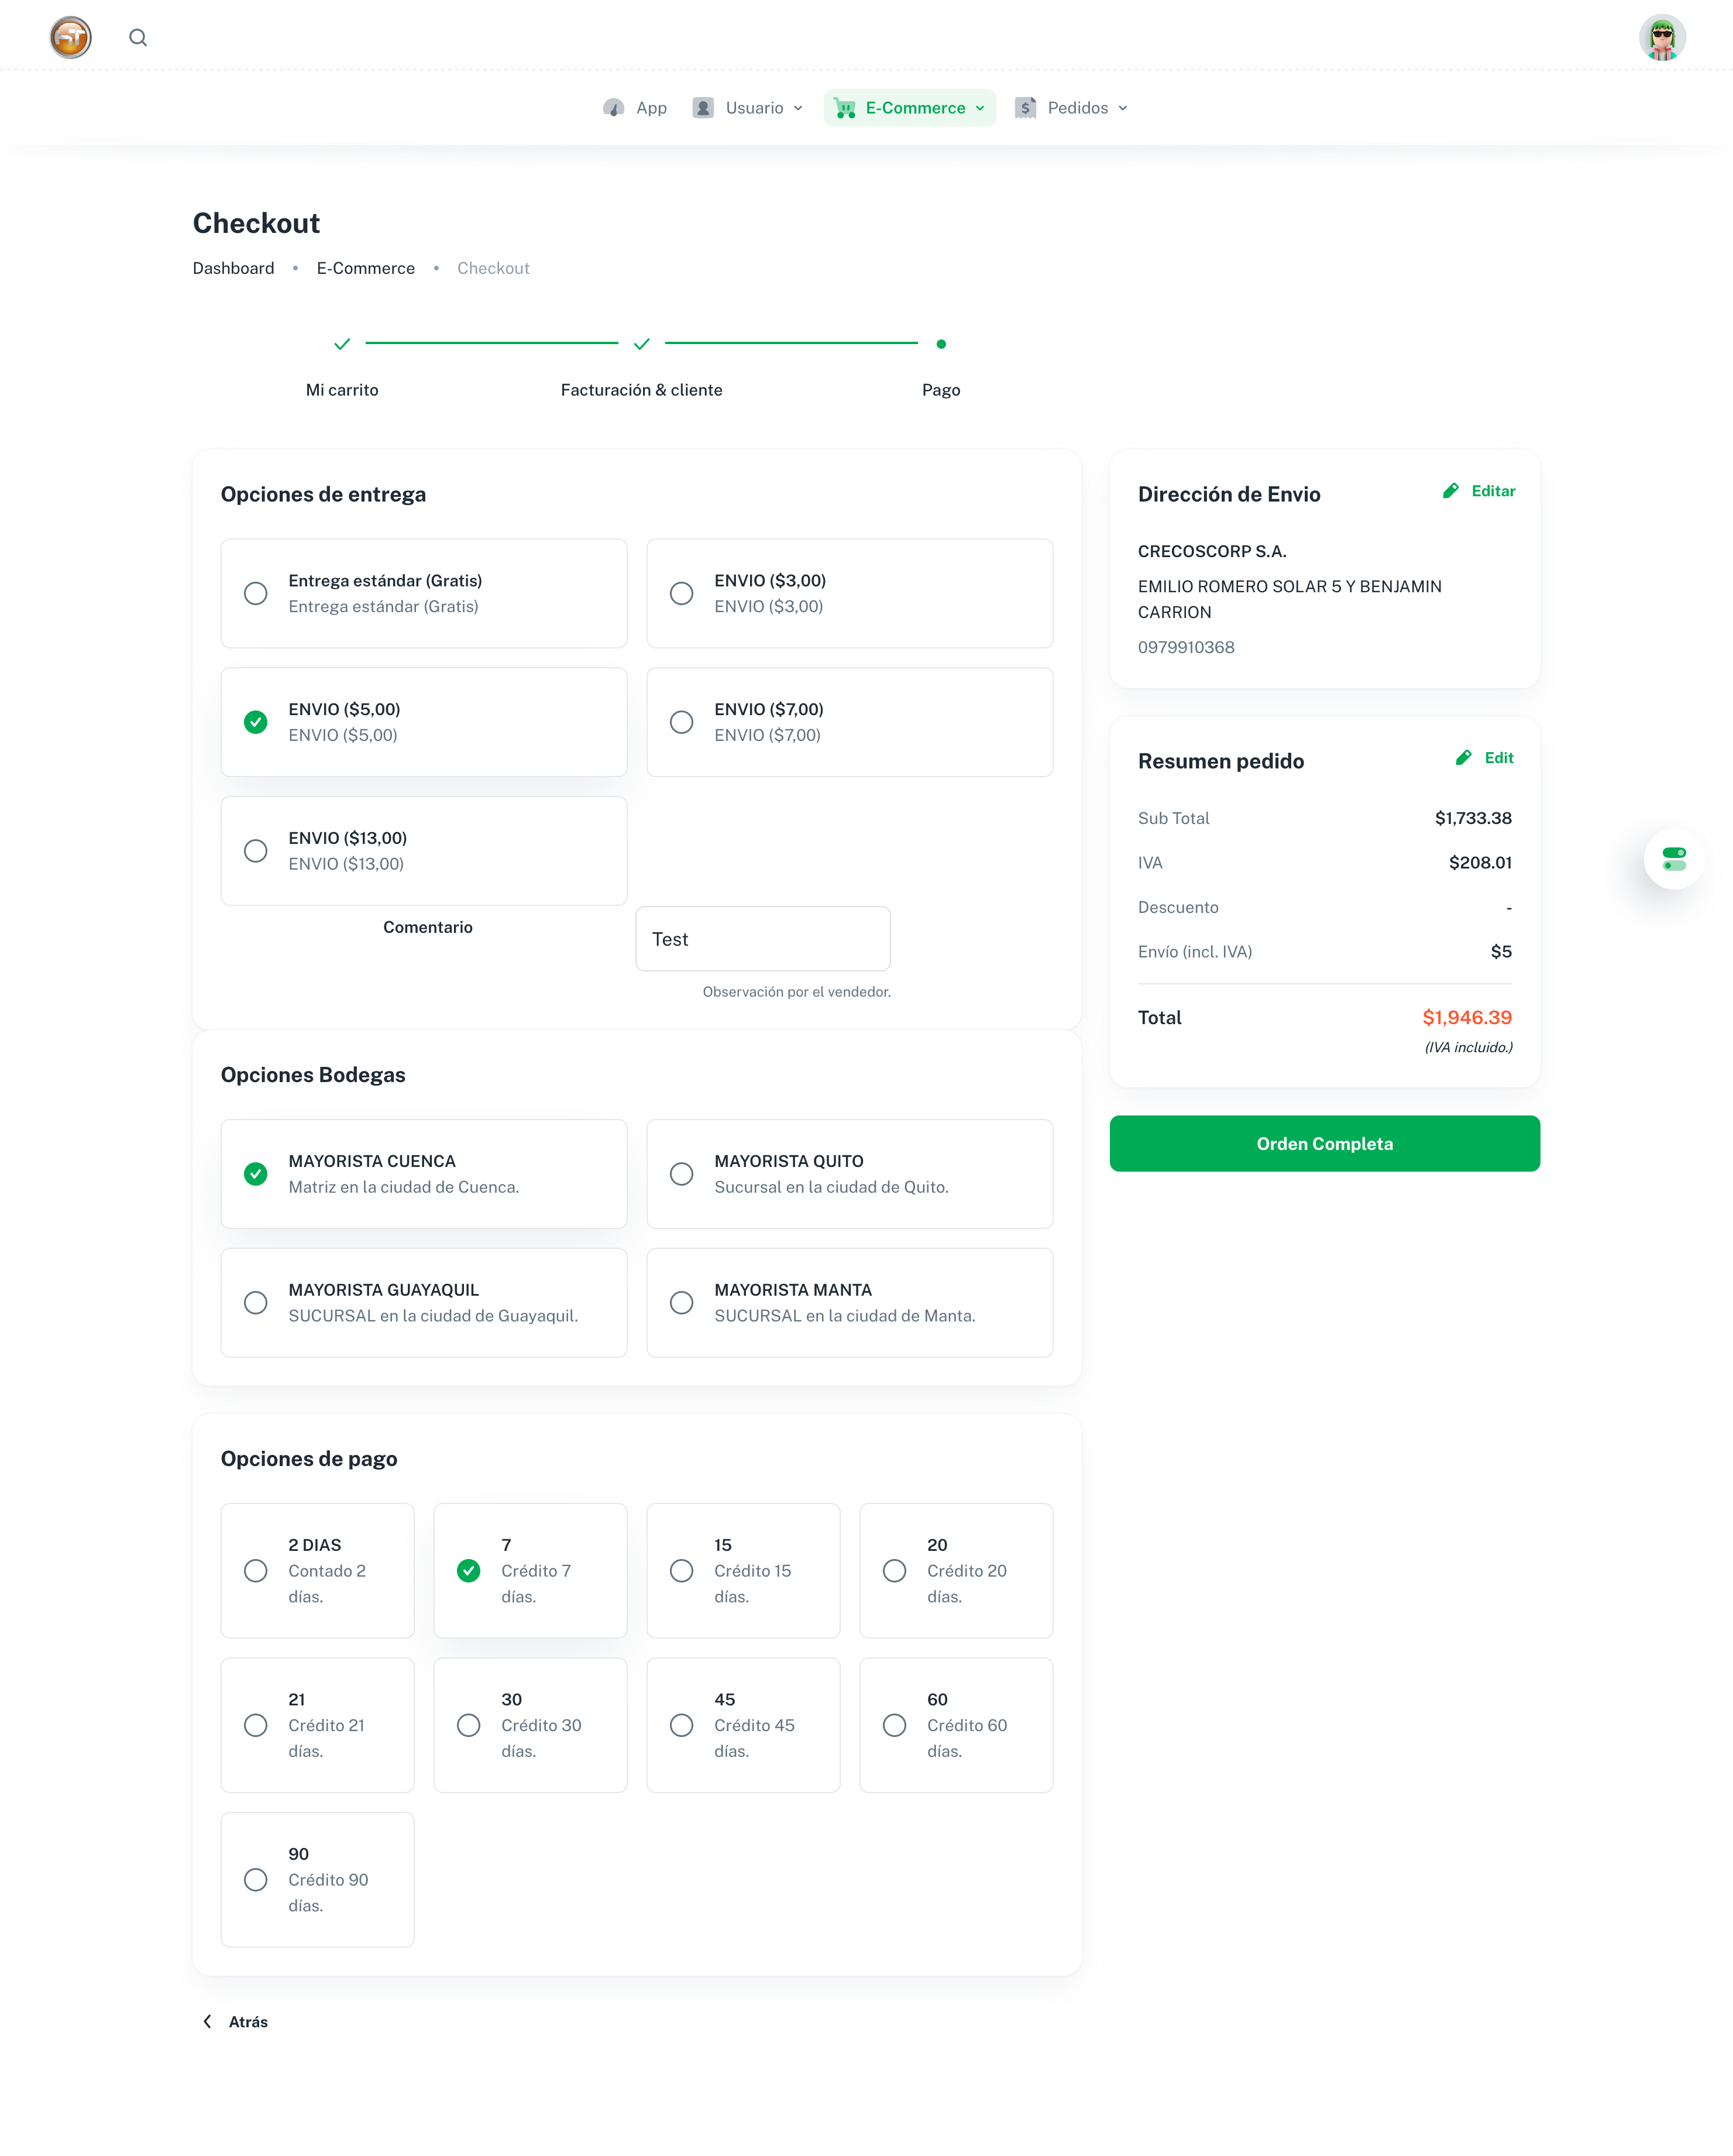 App
Usuario
E-Commerce
Pedidos
Checkout
Dashboard • E-Commerce • Checkout
Mi carrito
Facturación & cliente
Pago
Opciones de entrega
Entrega estándar (Gratis)
Entrega estándar (Gratis)
ENVIO ($3,00)
ENVIO ($3,00)
ENVIO ($5,00)
ENVIO ($5,00)
ENVIO ($7,00)
ENVIO ($7,00)
ENVIO ($13,00)
ENVIO ($13,00)
Comentario
Test
Observación por el vendedor.
Opciones Bodegas
MAYORISTA CUENCA
Matriz en la ciudad de Cuenca.
MAYORISTA QUITO
Sucursal en la ciudad de Quito.
MAYORISTA GUAYAQUIL
SUCURSAL en la ciudad de Guayaquil.
MAYORISTA MANTA
SUCURSAL en la ciudad de Manta.
Opciones de pago
2 DIAS
Contado 2
días.
7
Crédito 7
días.
15
Crédito 15
días.
20
Crédito 20
días.
21
Crédito 21
días.
30
Crédito 30
días.
45
Crédito 45
días.
60
Crédito 60
días.
90
Crédito 90
días.
Atrás
Dirección de Envio
Editar
CRECOSCORP S.A.
EMILIO ROMERO SOLAR 5 Y BENJAMIN
CARRION
0979910368
Resumen pedido
Edit
Sub Total $1,733.38
IVA $208.01
Descuento -
Envío (incl. IVA) $5
Total $1,946.39
(IVA incluido.)
Orden Completa